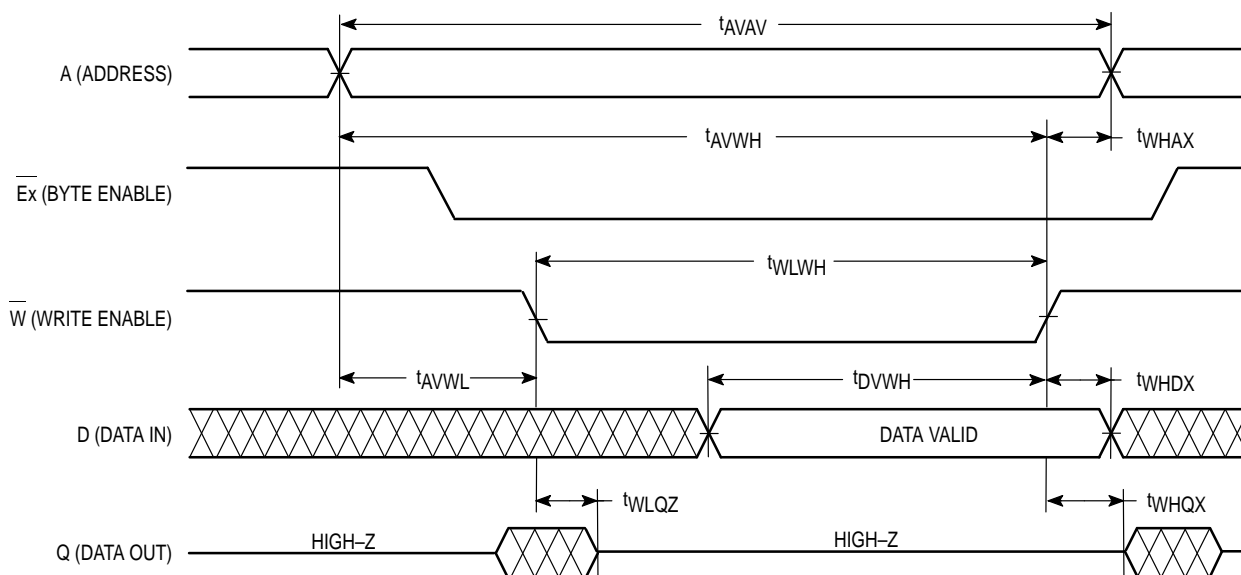 tAVAV
A (ADDRESS)
tAVWH
tWHAX
Ex (BYTE ENABLE)
tWLWH
W (WRITE ENABLE)
tAVWL
tDVWH
tWHDX
D (DATA IN)
DATA VALID
tWLQZ
tWHQX
Q (DATA OUT)
HIGH–Z
HIGH–Z